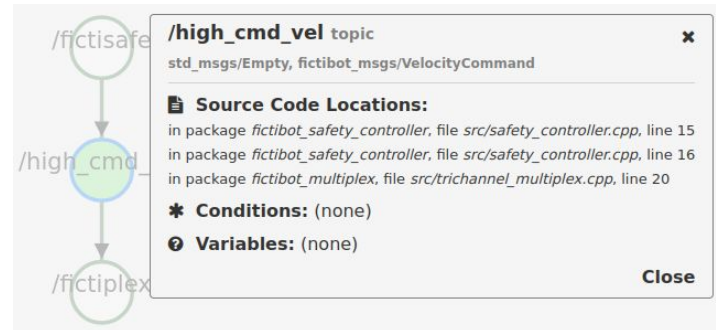 /fictisafe
/high_cmd_vel topic
std_msgs/Empty, fictibot_msgs/VelocityCommand
Source Code Locations:
in package fictibot_safety_controller, file src/safety_controller.cpp, line 15
in package fictibot_safety_controller, file src/safety_controller.cpp, line 16
in package fictibot_multiplex, file src/trichannel_multiplex.cpp, line 20
/high_cmd_
Conditions: (none)
Variables: (none)
/fictiplex
Close